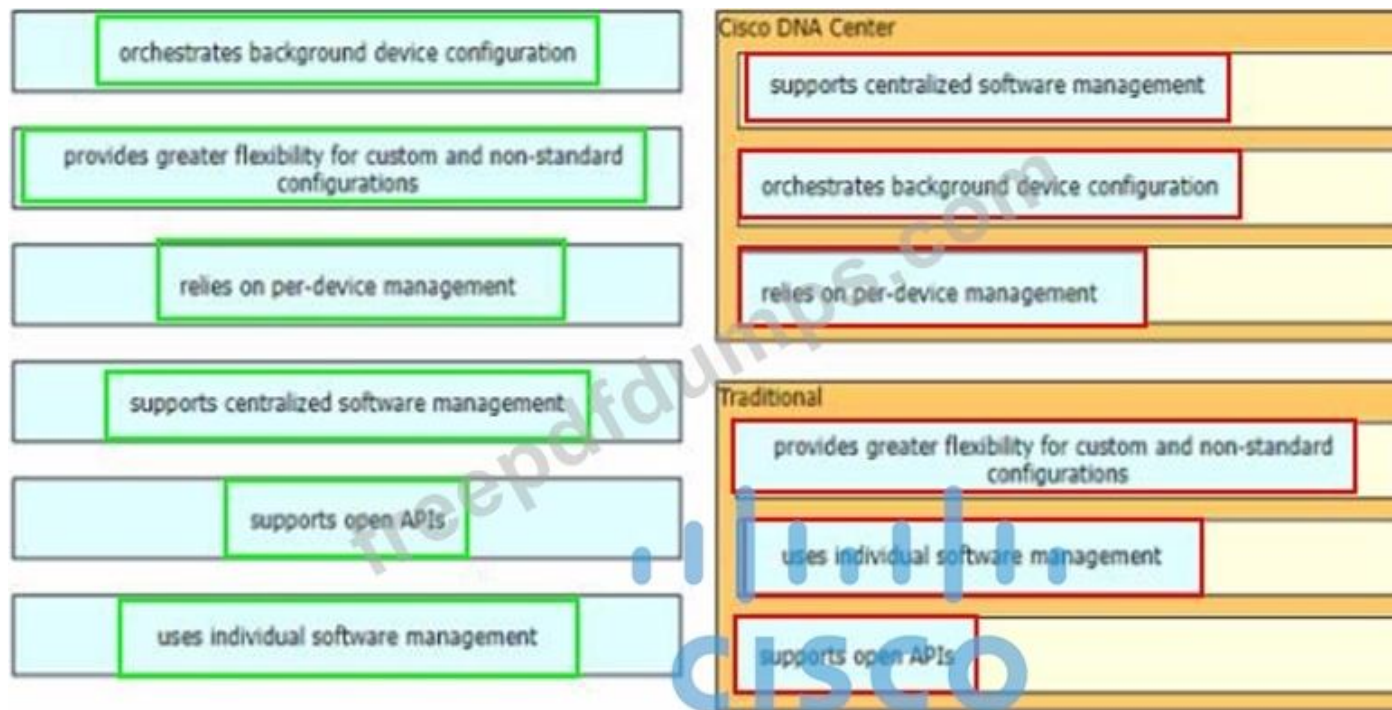 orchestrates background device configuration
provides greater flexibility for custom and non-standard
configurations
relies on per-device management
supports centralized software management
supports open APIs
uses individual software management
Cisco DNA Center
supports centralized software management
orchestrates background device configuration
relies on per-device management
Traditional
provides greater flexibility for custom and non-standard
configurations
uses individual software management
supports open APIs
freepdfdumps.com
CISCO